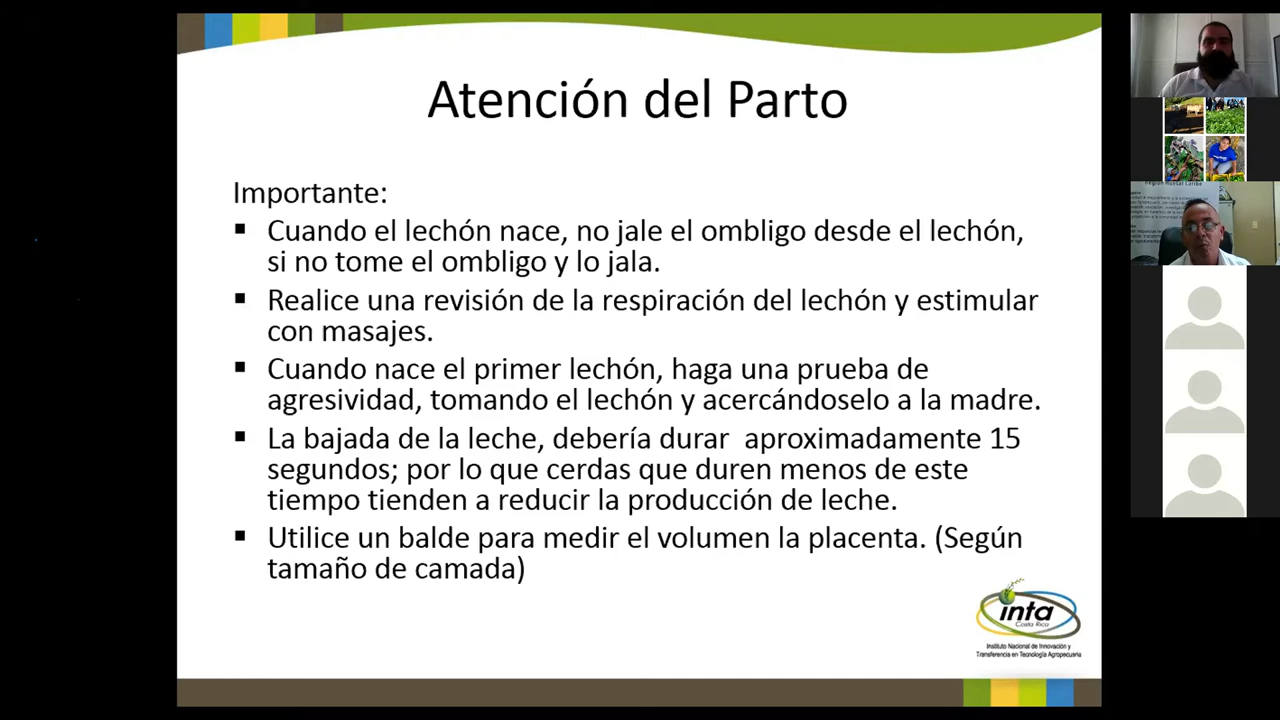 Atención del Parto
Importante:
▪ Cuando el lechón nace, no jale el ombligo desde el lechón,
si no tome el ombligo y lo jala.
▪ Realice una revisión de la respiración del lechón y estimular
con masajes.
▪ Cuando nace el primer lechón, haga una prueba de
agresividad, tomando el lechón y acercándoselo a la madre.
▪ La bajada de la leche, debería durar aproximadamente 15
segundos; por lo que cerdas que duren menos de este
tiempo tienden a reducir la producción de leche.
▪ Utilice un balde para medir el volumen la placenta. (Según
tamaño de camada)
inta
Costa Rica
Instituto Nacional de Innovación y
Transferencia en Tecnología Agropecuaria
Región Huetar Caribe